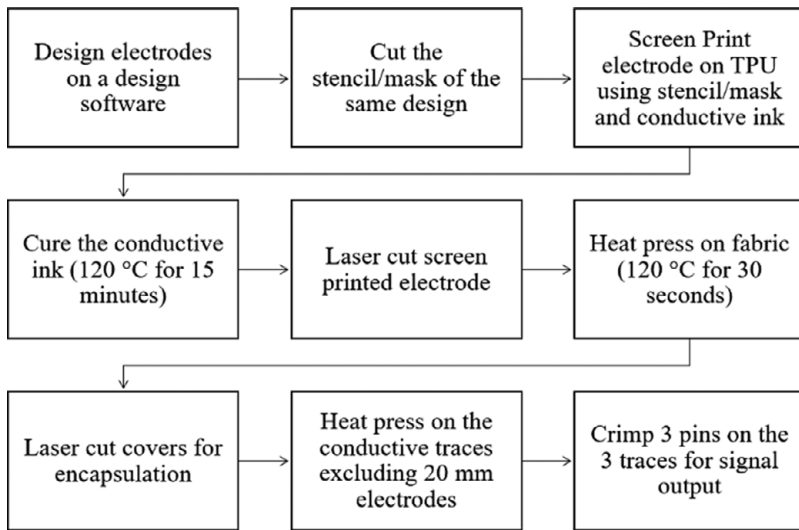 Design electrodes
on a design
software
Cut the
stencil/mask of the
same design
Screen Print
electrode on TPU
using stencil/mask
and conductive ink
Cure the conductive
ink (120 °C for 15
minutes)
Laser cut screen
printed electrode
Heat press on fabric
(120 °C for 30
seconds)
Laser cut covers for
encapsulation
Heat press on the
conductive traces
excluding 20 mm
electrodes
Crimp 3 pins on the
3 traces for signal
output